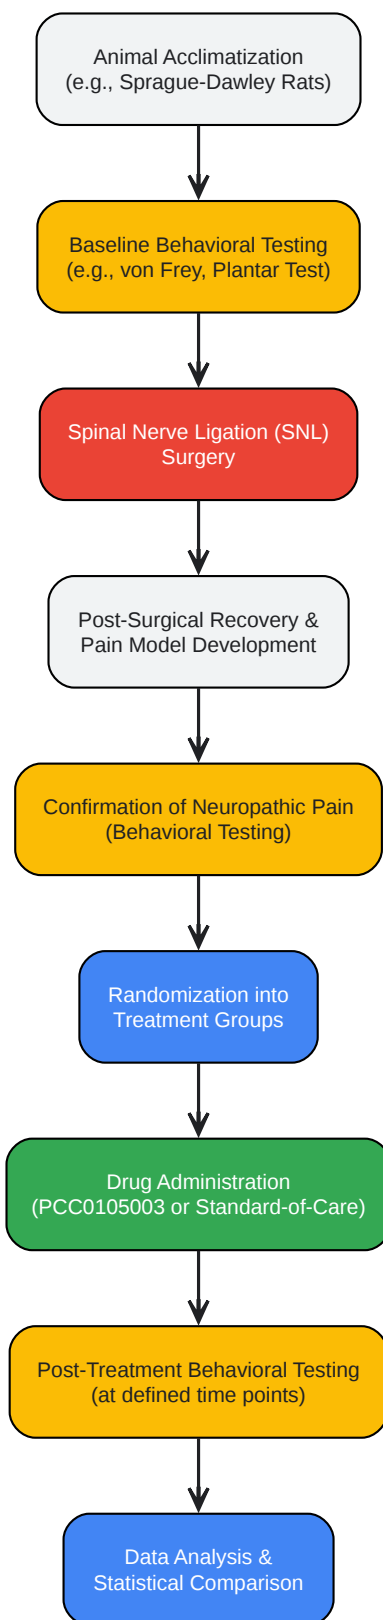 Animal Acclimatization
(e.g., Sprague-Dawley Rats)
Baseline Behavioral Testing
(e.g., von Frey, Plantar Test)
Spinal Nerve Ligation (SNL)
Surgery
Post-Surgical Recovery &
Pain Model Development
Confirmation of Neuropathic Pain
(Behavioral Testing)
Randomization into
Treatment Groups
Drug Administration
(PCC0105003 or Standard-of-Care)
Post-Treatment Behavioral Testing
(at defined time points)
Data Analysis &
Statistical Comparison